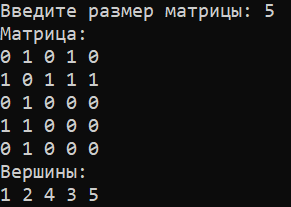 Введите размер матрицы: 5
Матрица:
0 1 0 1 0
1 0 1 1 1
0 1 0 0 0
1 1 0 0 0
0 1 0 0 0
Вершины:
1 2 4 3 5